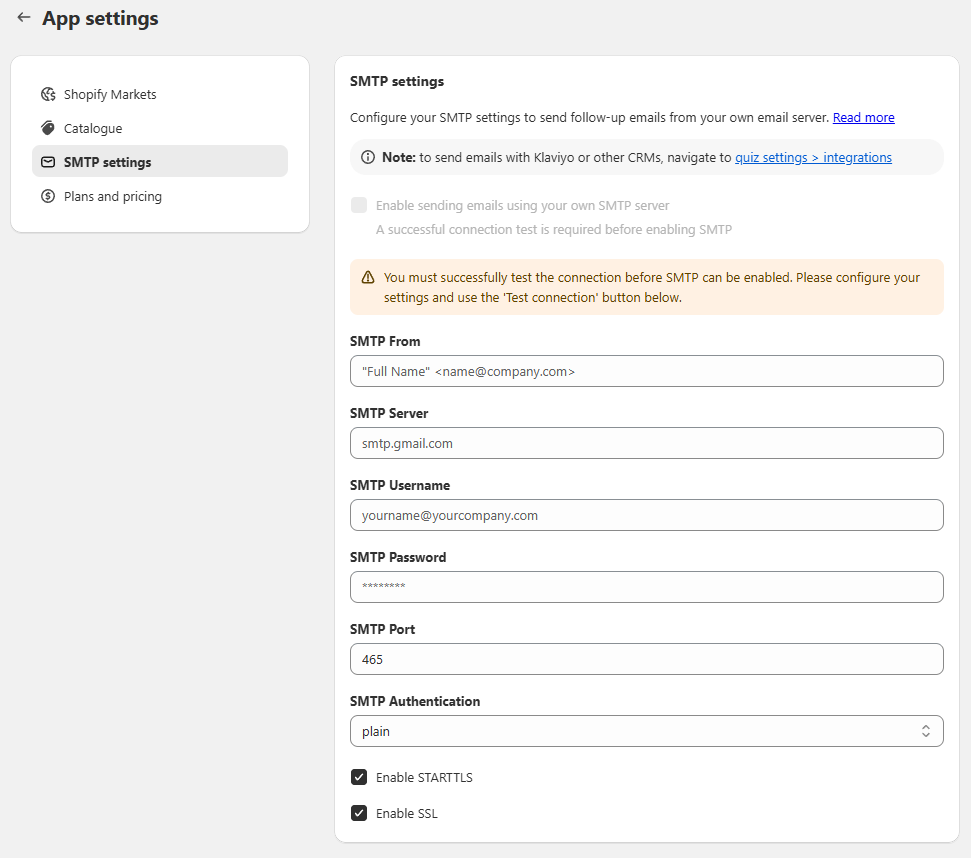 App settings
Shopify Markets
Catalogue
SMTP settings
Plans and pricing
SMTP settings
Configure your SMTP settings to send follow-up emails from your own email server. Read more
Note: to send emails with Klaviyo or other CRMs, navigate to quiz settings > integrations
Enable sending emails using your own SMTP server
A successful connection test is required before enabling SMTP
You must successfully test the connection before SMTP can be enabled. Please configure your
settings and use the 'Test connection' button below.
SMTP From
"Full Name" <name@company.com>
SMTP Server
smtp.gmail.com
SMTP Username
yourname@yourcompany.com
SMTP Password
********
SMTP Port
465
SMTP Authentication
plain
Enable STARTTLS
Enable SSL